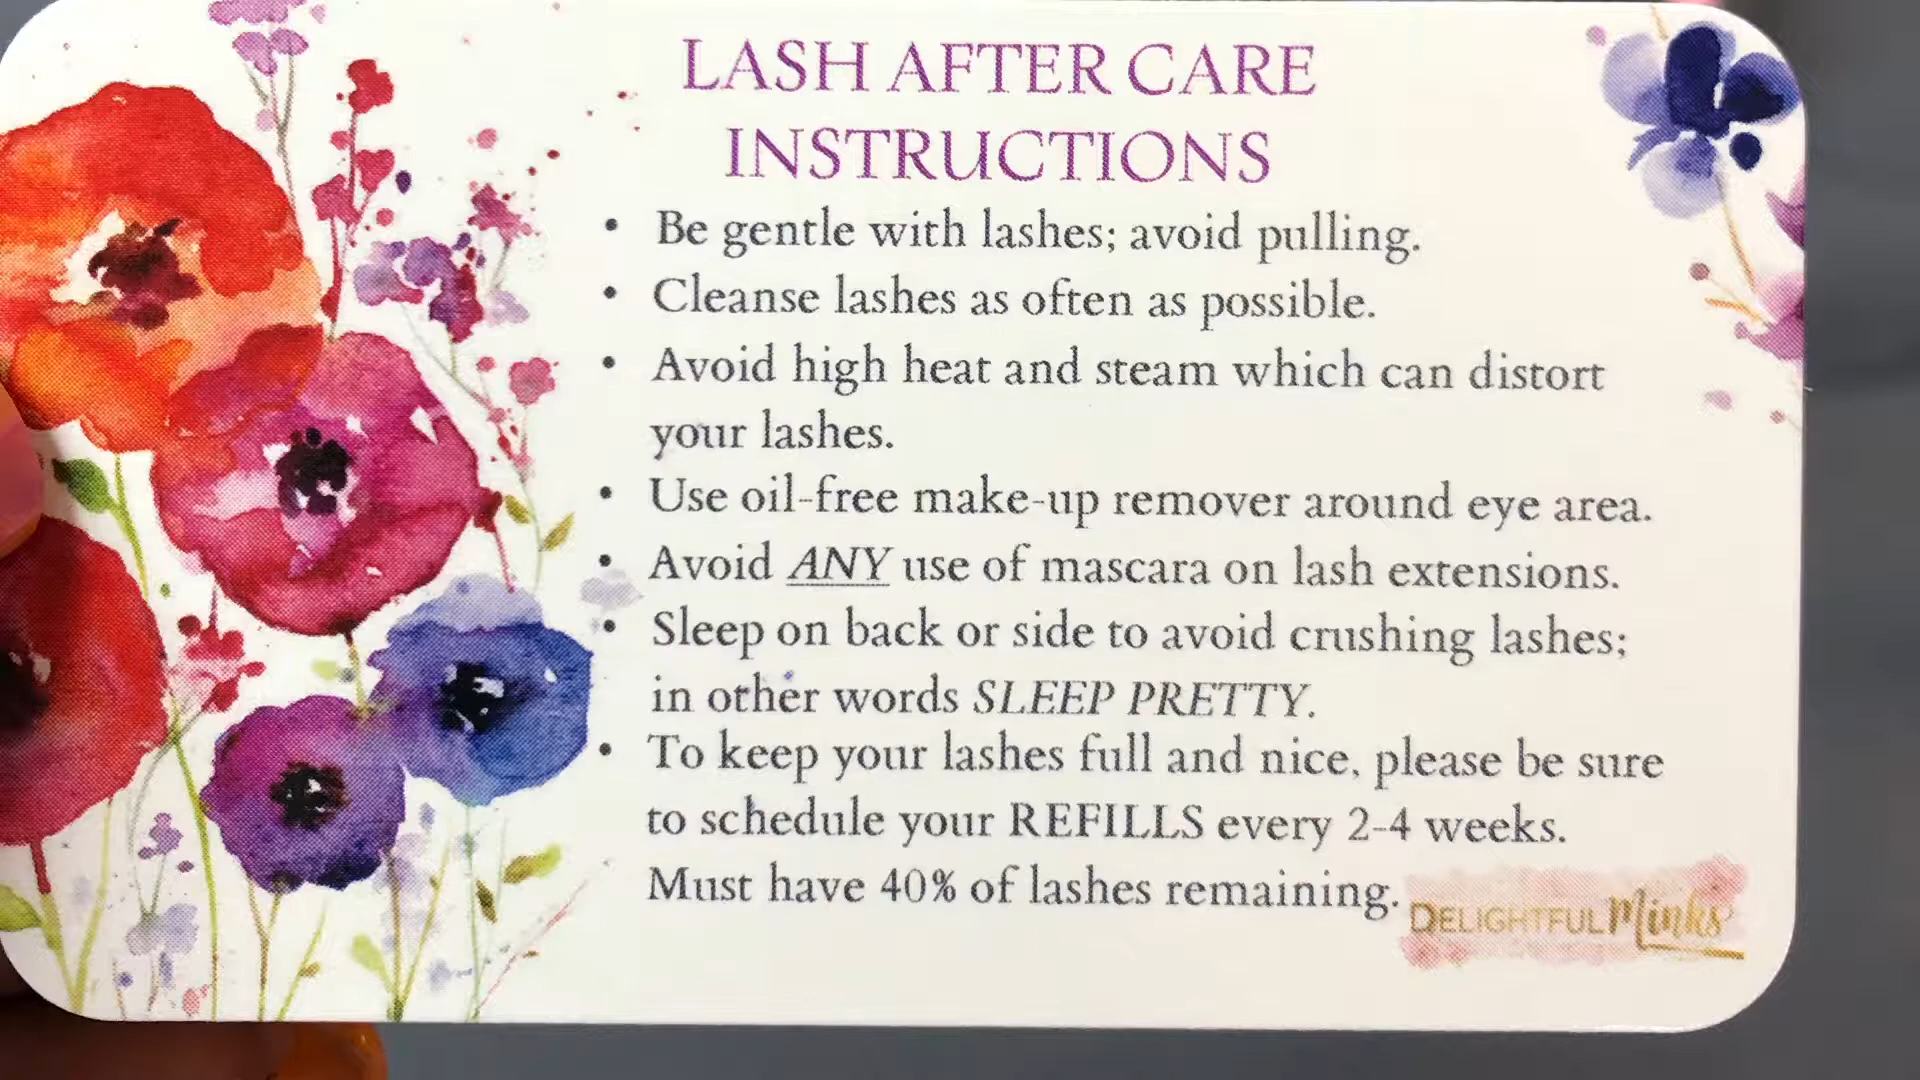 LASH AFTER CARE
INSTRUCTIONS
• Be gentle with lashes; avoid pulling.
• Cleanse lashes as often as possible.
• Avoid high heat and steam which can distort
your lashes.
• Use oil-free make-up remover around eye area.
• Avoid ANY use of mascara on lash extensions.
• Sleep on back or side to avoid crushing lashes;
in other words SLEEP PRETTY.
• To keep your lashes full and nice, please be sure
to schedule your REFILLS every 2-4 weeks.
Must have 40% of lashes remaining.
DELIGHTFUL Minks